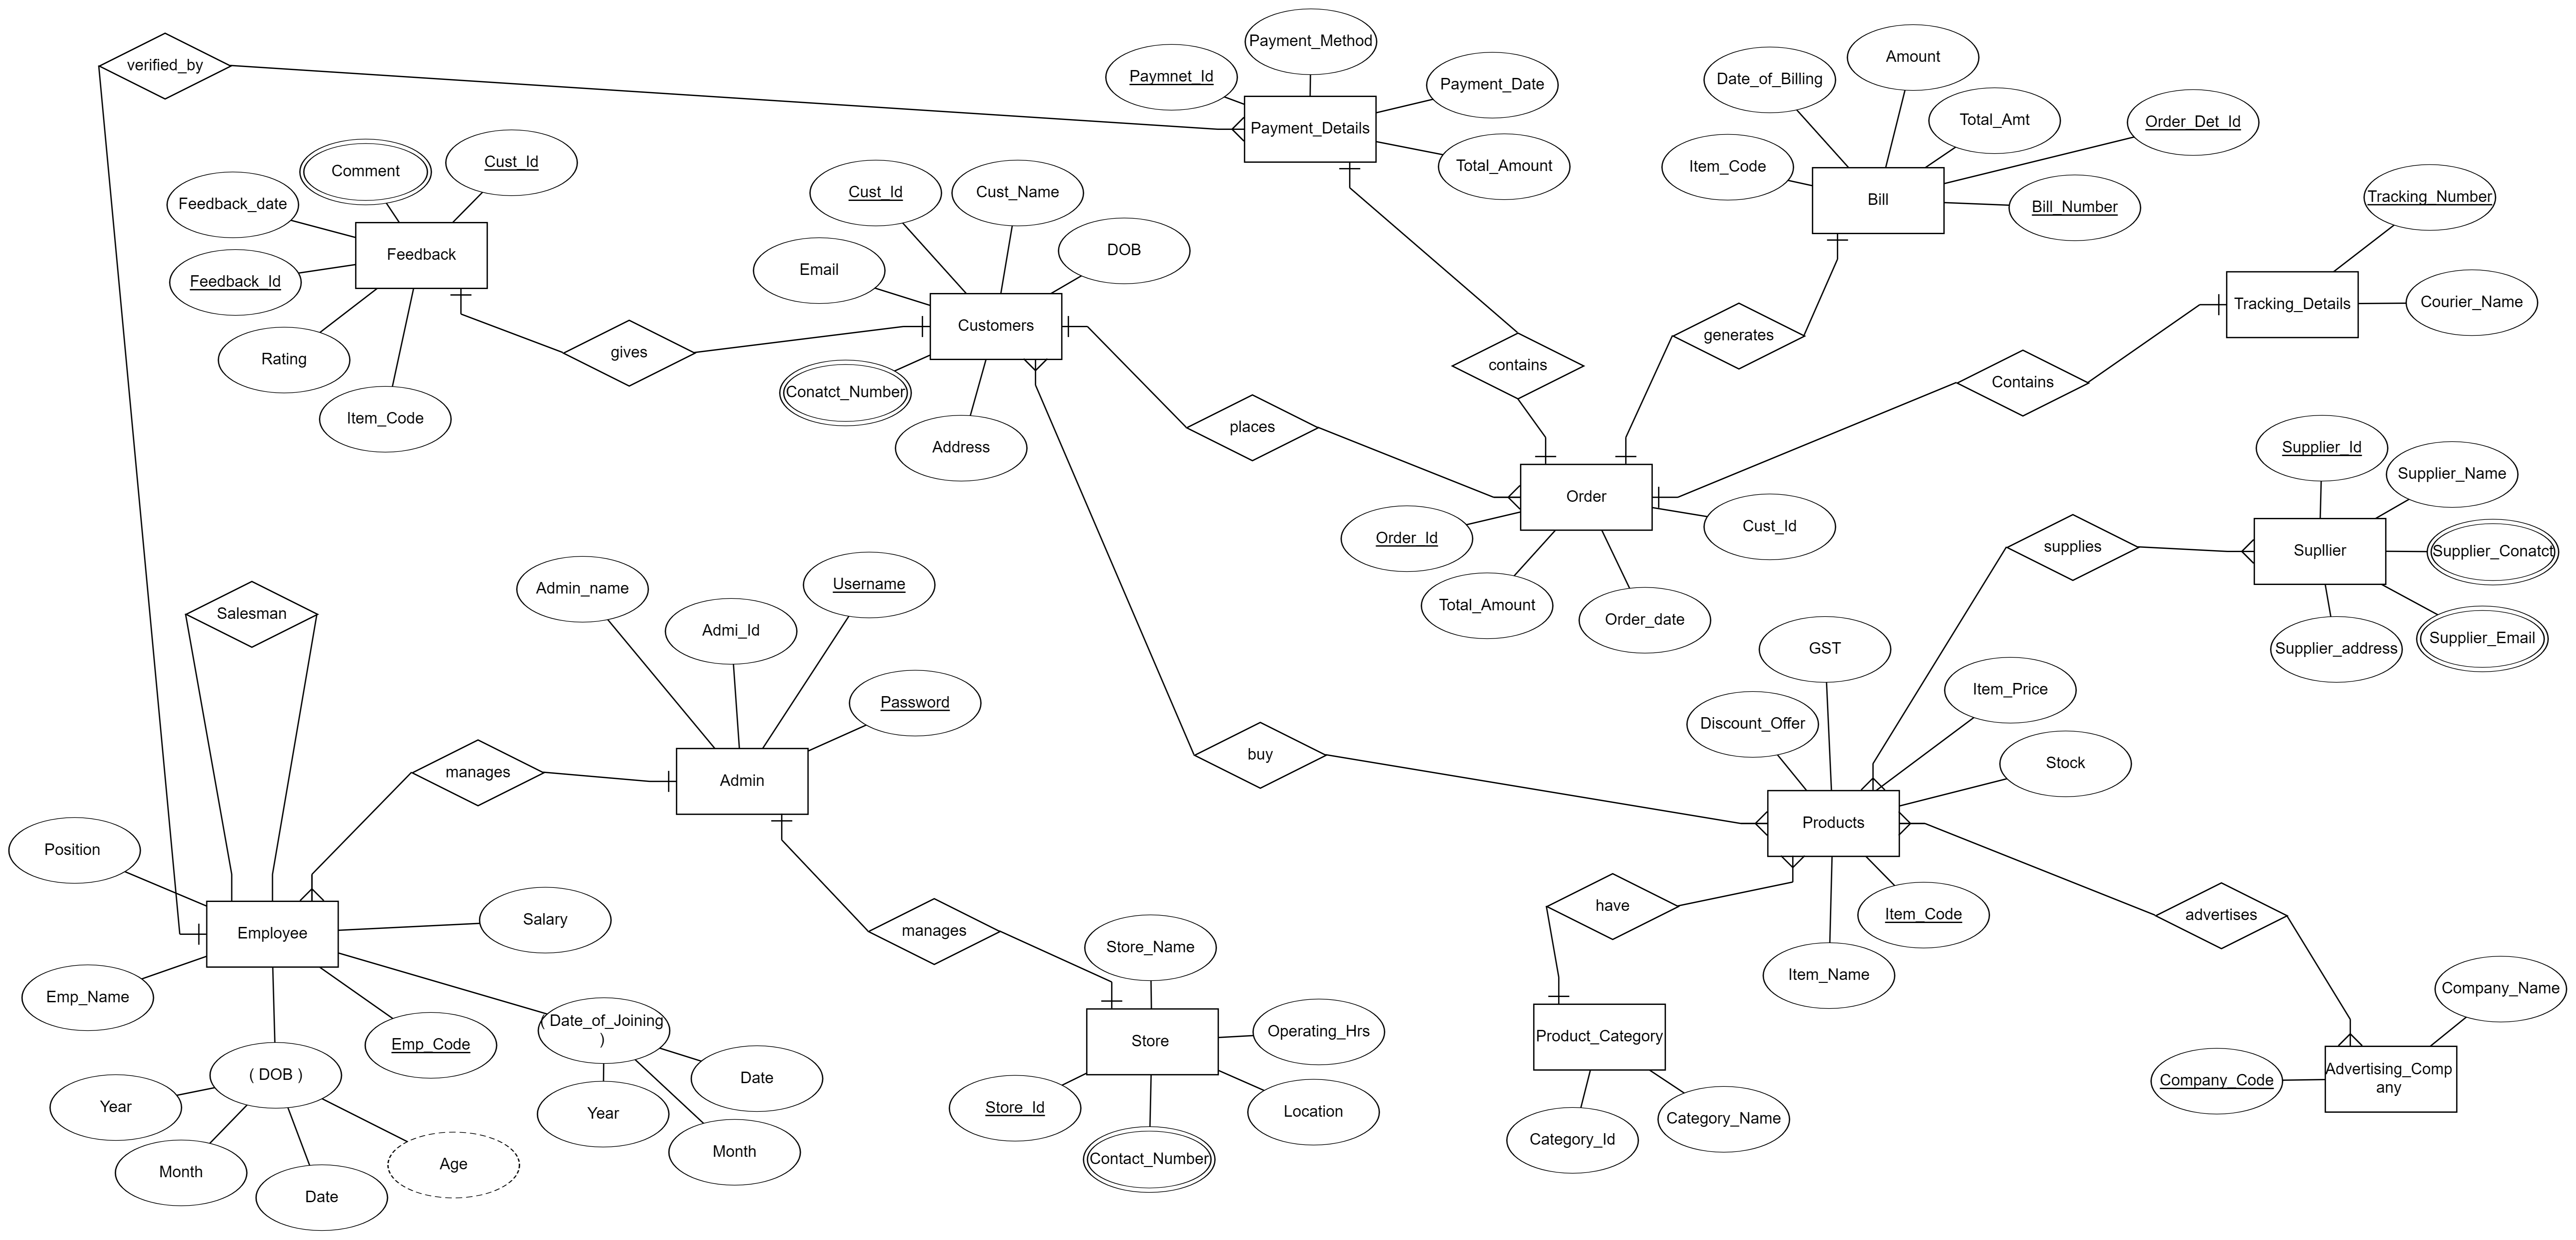 Payment_Method
verified_by
Paymnet_Id
Payment_Date
Payment_Details
Total_Amount
Amount
Date_of_Billing
Total_Amt
Order_Det_Id
Item_Code
Bill
Bill_Number
Tracking_Number
Tracking_Details
Courier_Name
Comment
Cust_Id
Feedback_date
Feedback
Feedback_Id
Rating
Item_Code
gives
Cust_Id
Cust_Name
Email
DOB
Customers
Conatct_Number
Address
places
contains
generates
Contains
Order
Order_Id
Cust_Id
Total_Amount
Order_date
Supplier_Id
Supplier_Name
supplies
Supllier
Supplier_Conatct
Supplier_address
Supplier_Email
Salesman
Admin_name
Username
Admi_Id
Password
manages
Admin
buy
GST
Item_Price
Discount_Offer
Stock
Products
have
Item_Code
advertises
Item_Name
Position
Employee
Salary
Emp_Name
Emp_Code
( Date_of_Joining
)
( DOB )
Year
Date
Year
Month
Month
Date
Age
manages
Store_Name
Operating_Hrs
Store
Store_Id
Location
Contact_Number
Product_Category
Category_Id
Category_Name
Company_Name
Company_Code
Advertising_Comp
any